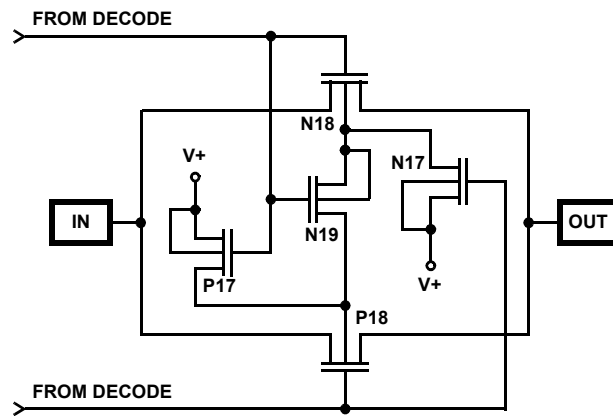 FROM DECODE
N18
V+
N17
IN
N19
OUT
P17
V+
P18
FROM DECODE